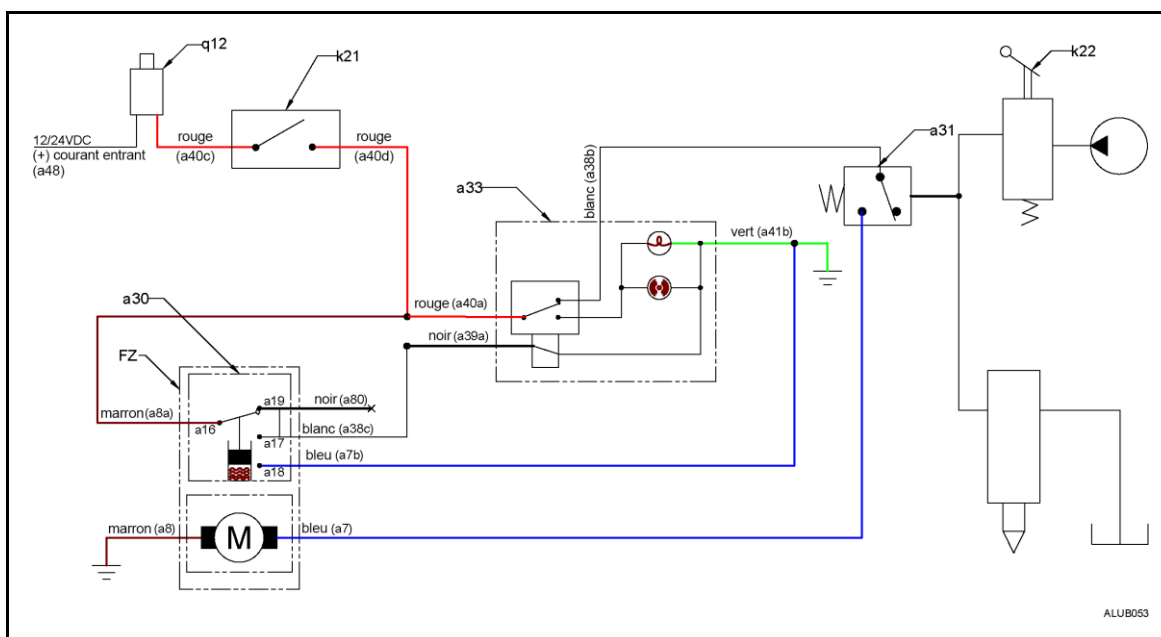 q12
k21
k22
12/24VDC
(+) courant entrant
(a48)
rouge
(a40c)
rouge
(a40d)
a31
blanc (a38b)
a33
vert (a41b)
a30
rouge (a40a)
noir (a39a)
FZ
marron(a8a)
a16
a19
noir (a80)
a17
blanc (a38c)
a18
bleu (a7b)
marron (a8)
M
bleu (a7)
ALUB053